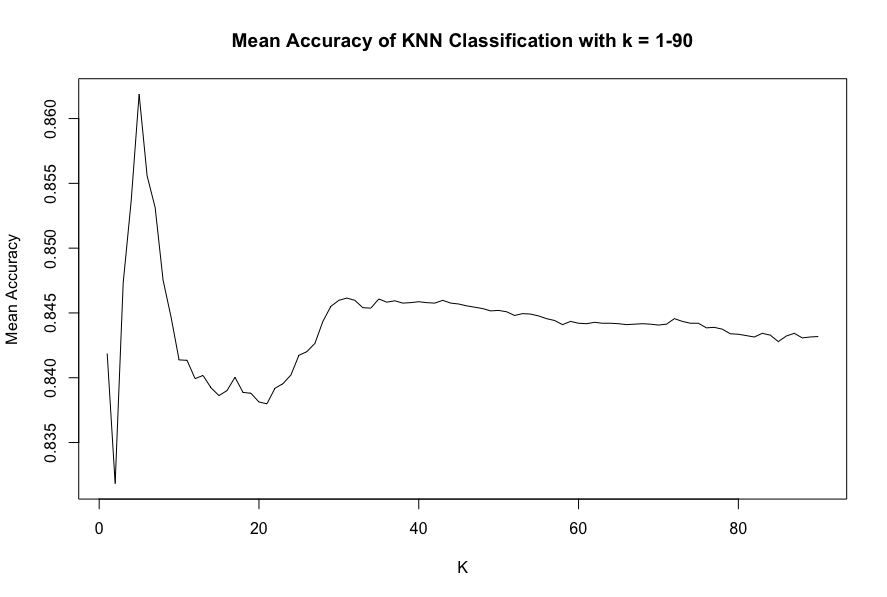 Mean Accuracy of KNN Classification with k = 1-90
Mean Accuracy
0.860
0.855
0.850
0.845
0.840
0.835
0 20 40 60 80
K